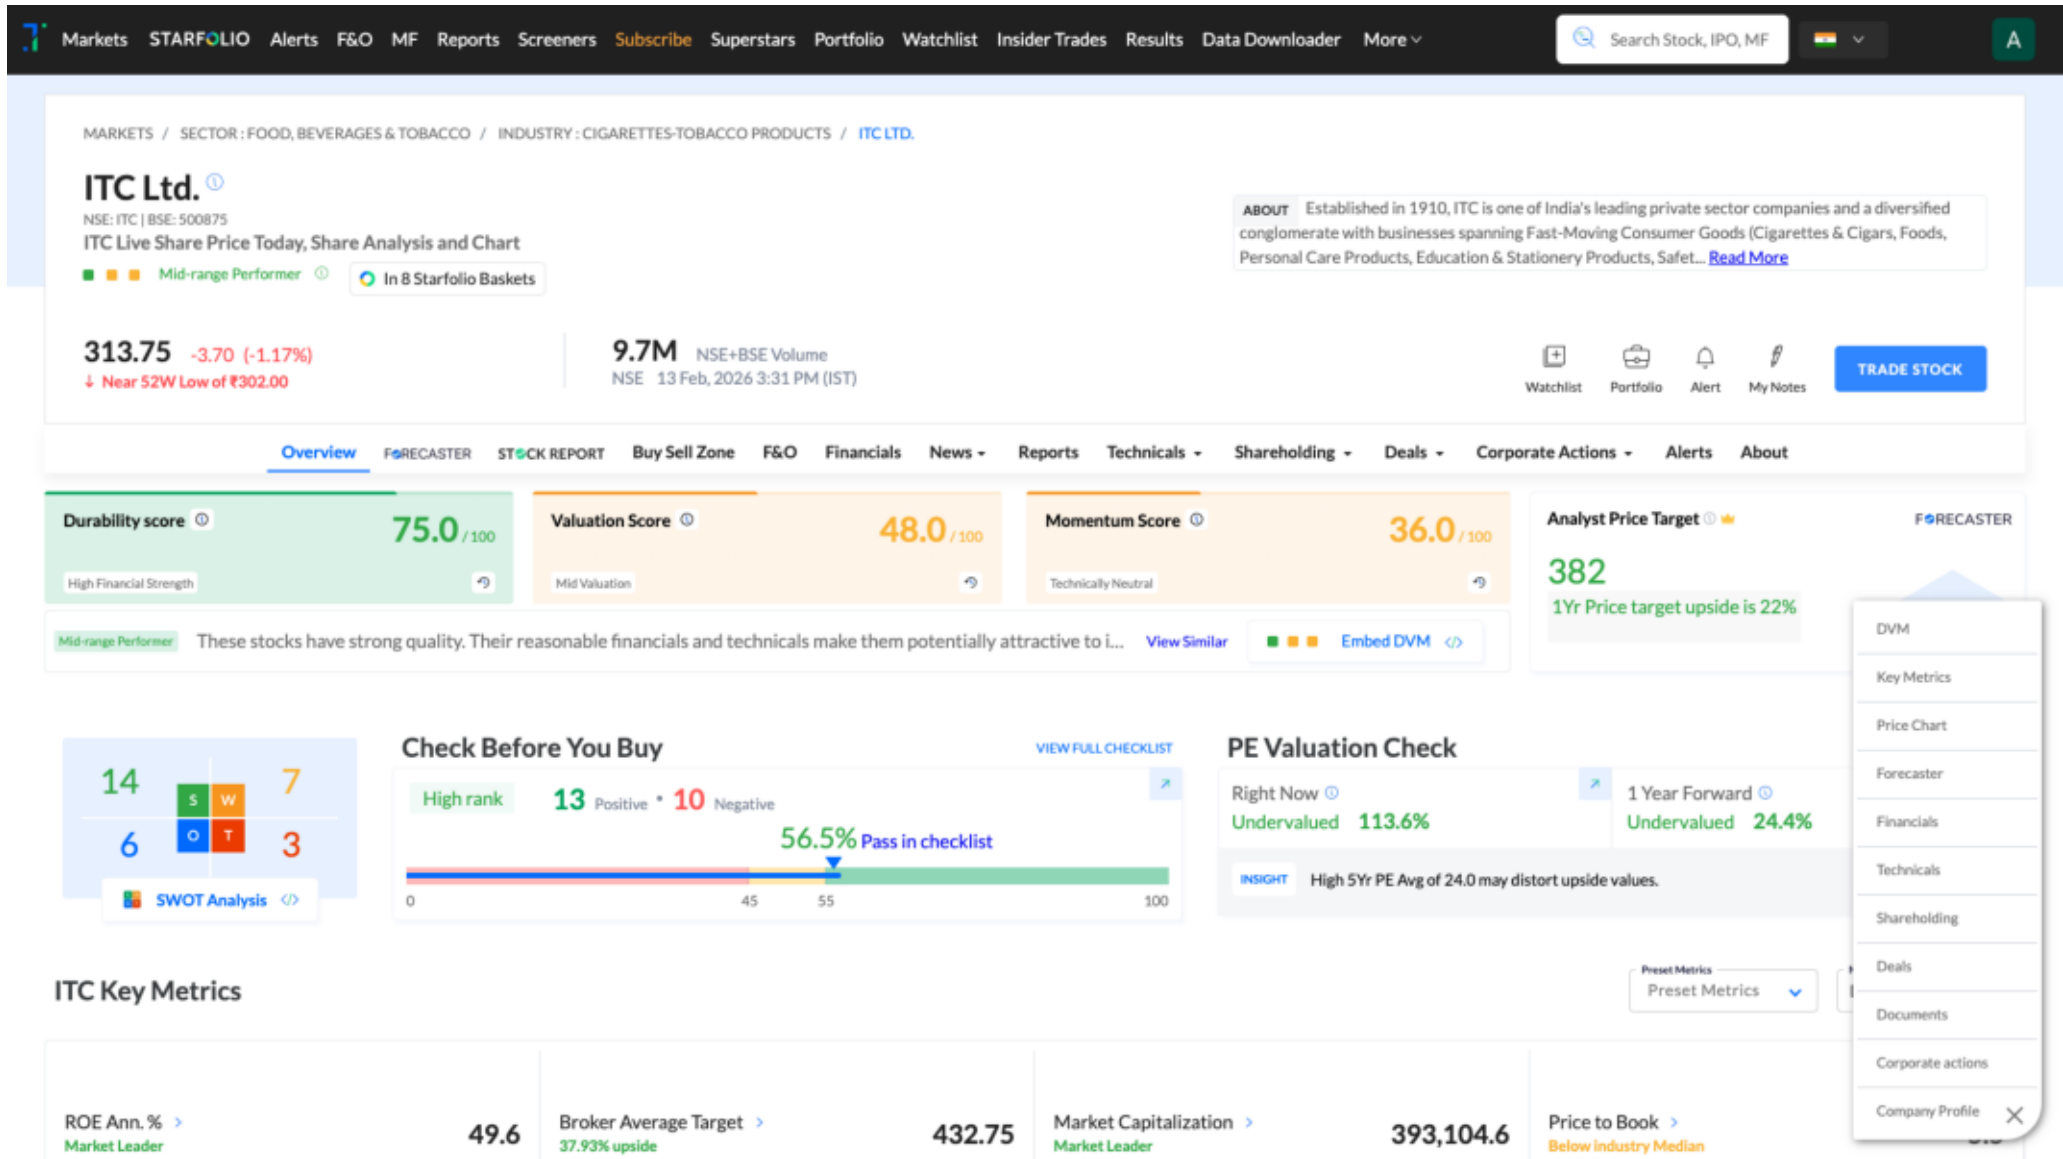 Markets STARFOLIO Alerts F&O MF Reports Screeners Subscribe Superstars Portfolio Watchlist Insider Trades Results Data Downloader More Search Stock, IPO, MF A
MARKETS / SECTOR : FOOD, BEVERAGES & TOBACCO / INDUSTRY : CIGARETTES-TOBACCO PRODUCTS / ITC LTD.
ITC Ltd.
NSE: ITC | BSE: 500875
ITC Live Share Price Today, Share Analysis and Chart
Mid-range Performer In 8 Starfolio Baskets
ABOUT Established in 1910, ITC is one of India's leading private sector companies and a diversified
conglomerate with businesses spanning Fast-Moving Consumer Goods (Cigarettes & Cigars, Foods,
Personal Care Products, Education & Stationery Products, Safet... Read More
313.75 -3.70 (-1.17%)
↓ Near 52W Low of ₹302.00
9.7M NSE+BSE Volume
NSE 13 Feb, 2026 3:31 PM (IST)
Watchlist Portfolio Alert My Notes TRADE STOCK
Overview FORECASTER STOCK REPORT Buy Sell Zone F&O Financials News Reports Technicals Shareholding Deals Corporate Actions Alerts About
Durability score 75.0 / 100
High Financial Strength
Valuation Score 48.0 / 100
Mid Valuation
Momentum Score 36.0 / 100
Technically Neutral
Analyst Price Target FORECASTER
382
1Yr Price target upside is 22%
Mid-range Performer These stocks have strong quality. Their reasonable financials and technicals make them potentially attractive to i... View Similar Embed DVM </>
14 S W 7
6 O T 3
SWOT Analysis </>
Check Before You Buy VIEW FULL CHECKLIST
High rank 13 Positive • 10 Negative
56.5% Pass in checklist
0 45 55 100
PE Valuation Check
Right Now
Undervalued 113.6%
1 Year Forward
Undervalued 24.4%
INSIGHT High 5Yr PE Avg of 24.0 may distort upside values.
ITC Key Metrics
Preset Metrics
Preset Metrics
ROE Ann. % > 49.6
Market Leader
Broker Average Target > 432.75
37.93% upside
Market Capitalization > 393,104.6
Market Leader
Price to Book >
Below industry Median
DVM
Key Metrics
Price Chart
Forecaster
Financials
Technicals
Shareholding
Deals
Documents
Corporate actions
Company Profile